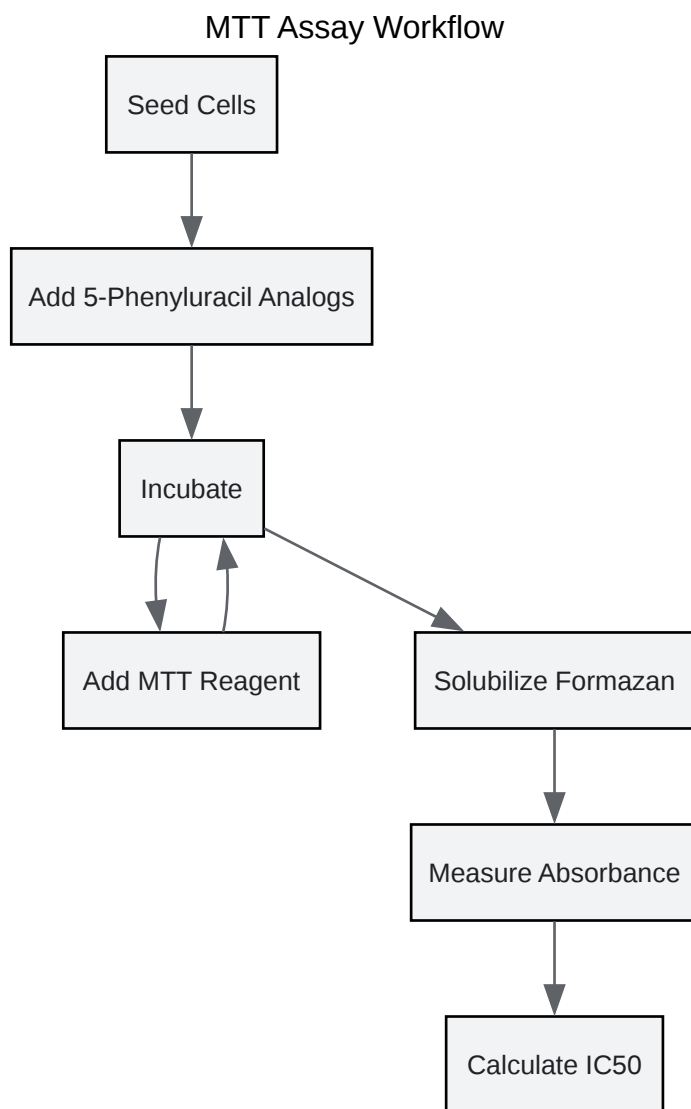 MTT Assay Workflow
Seed Cells
Add 5-Phenyluracil Analogs
Incubate
Add MTT Reagent
Solubilize Formazan
Measure Absorbance
Calculate IC50